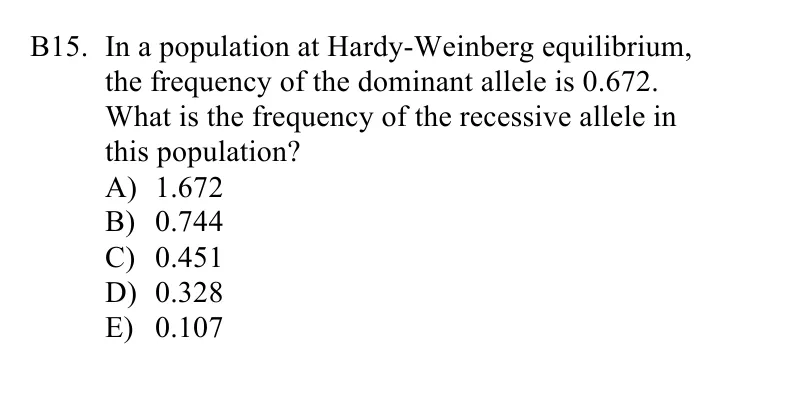 B15. In a population at Hardy-Weinberg equilibrium,
the frequency of the dominant allele is 0.672.
What is the frequency of the recessive allele in
this population?
A) 1.672
B) 0.744
C) 0.451
D) 0.328
E) 0.107